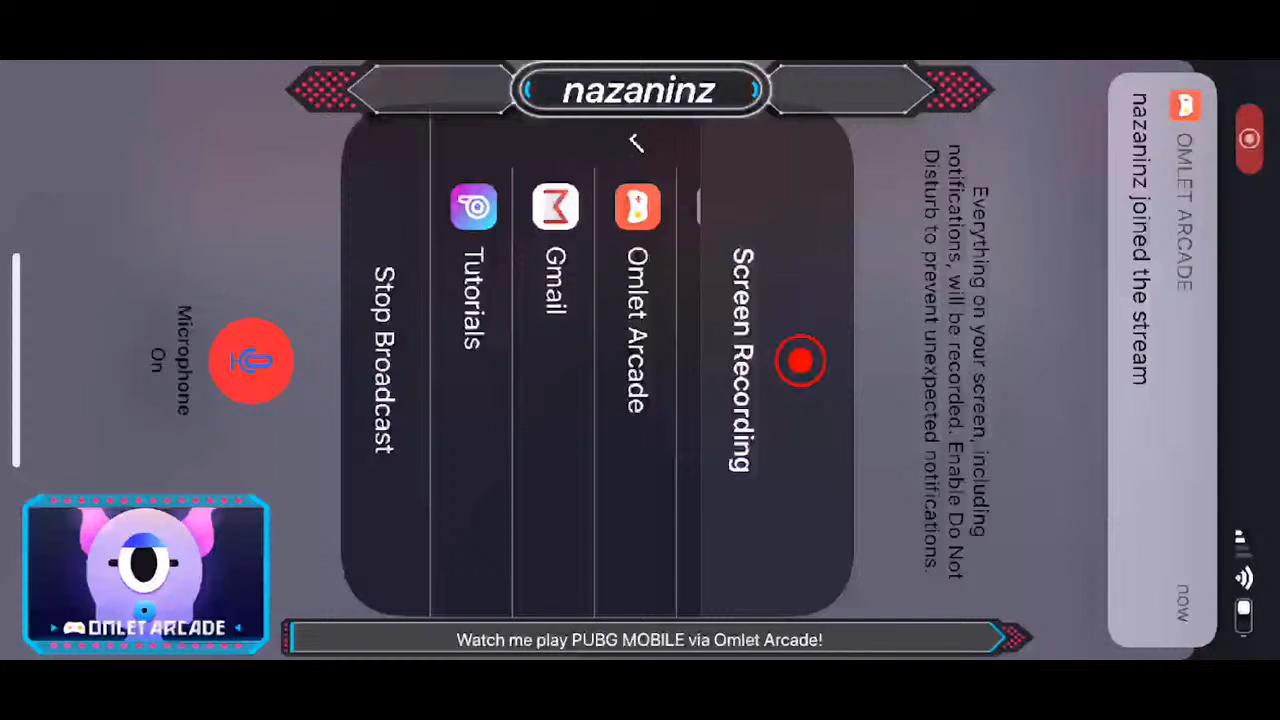 nazaninz
OMLET ARCADE
now
nazaninz joined the stream
Everything on your screen, including
notifications, will be recorded. Enable Do Not
Disturb to prevent unexpected notifications.
Screen Recording
Omlet Arcade
Gmail
Tutorials
Stop Broadcast
Microphone
On
OMLET ARCADE
Watch me play PUBG MOBILE via Omlet Arcade!